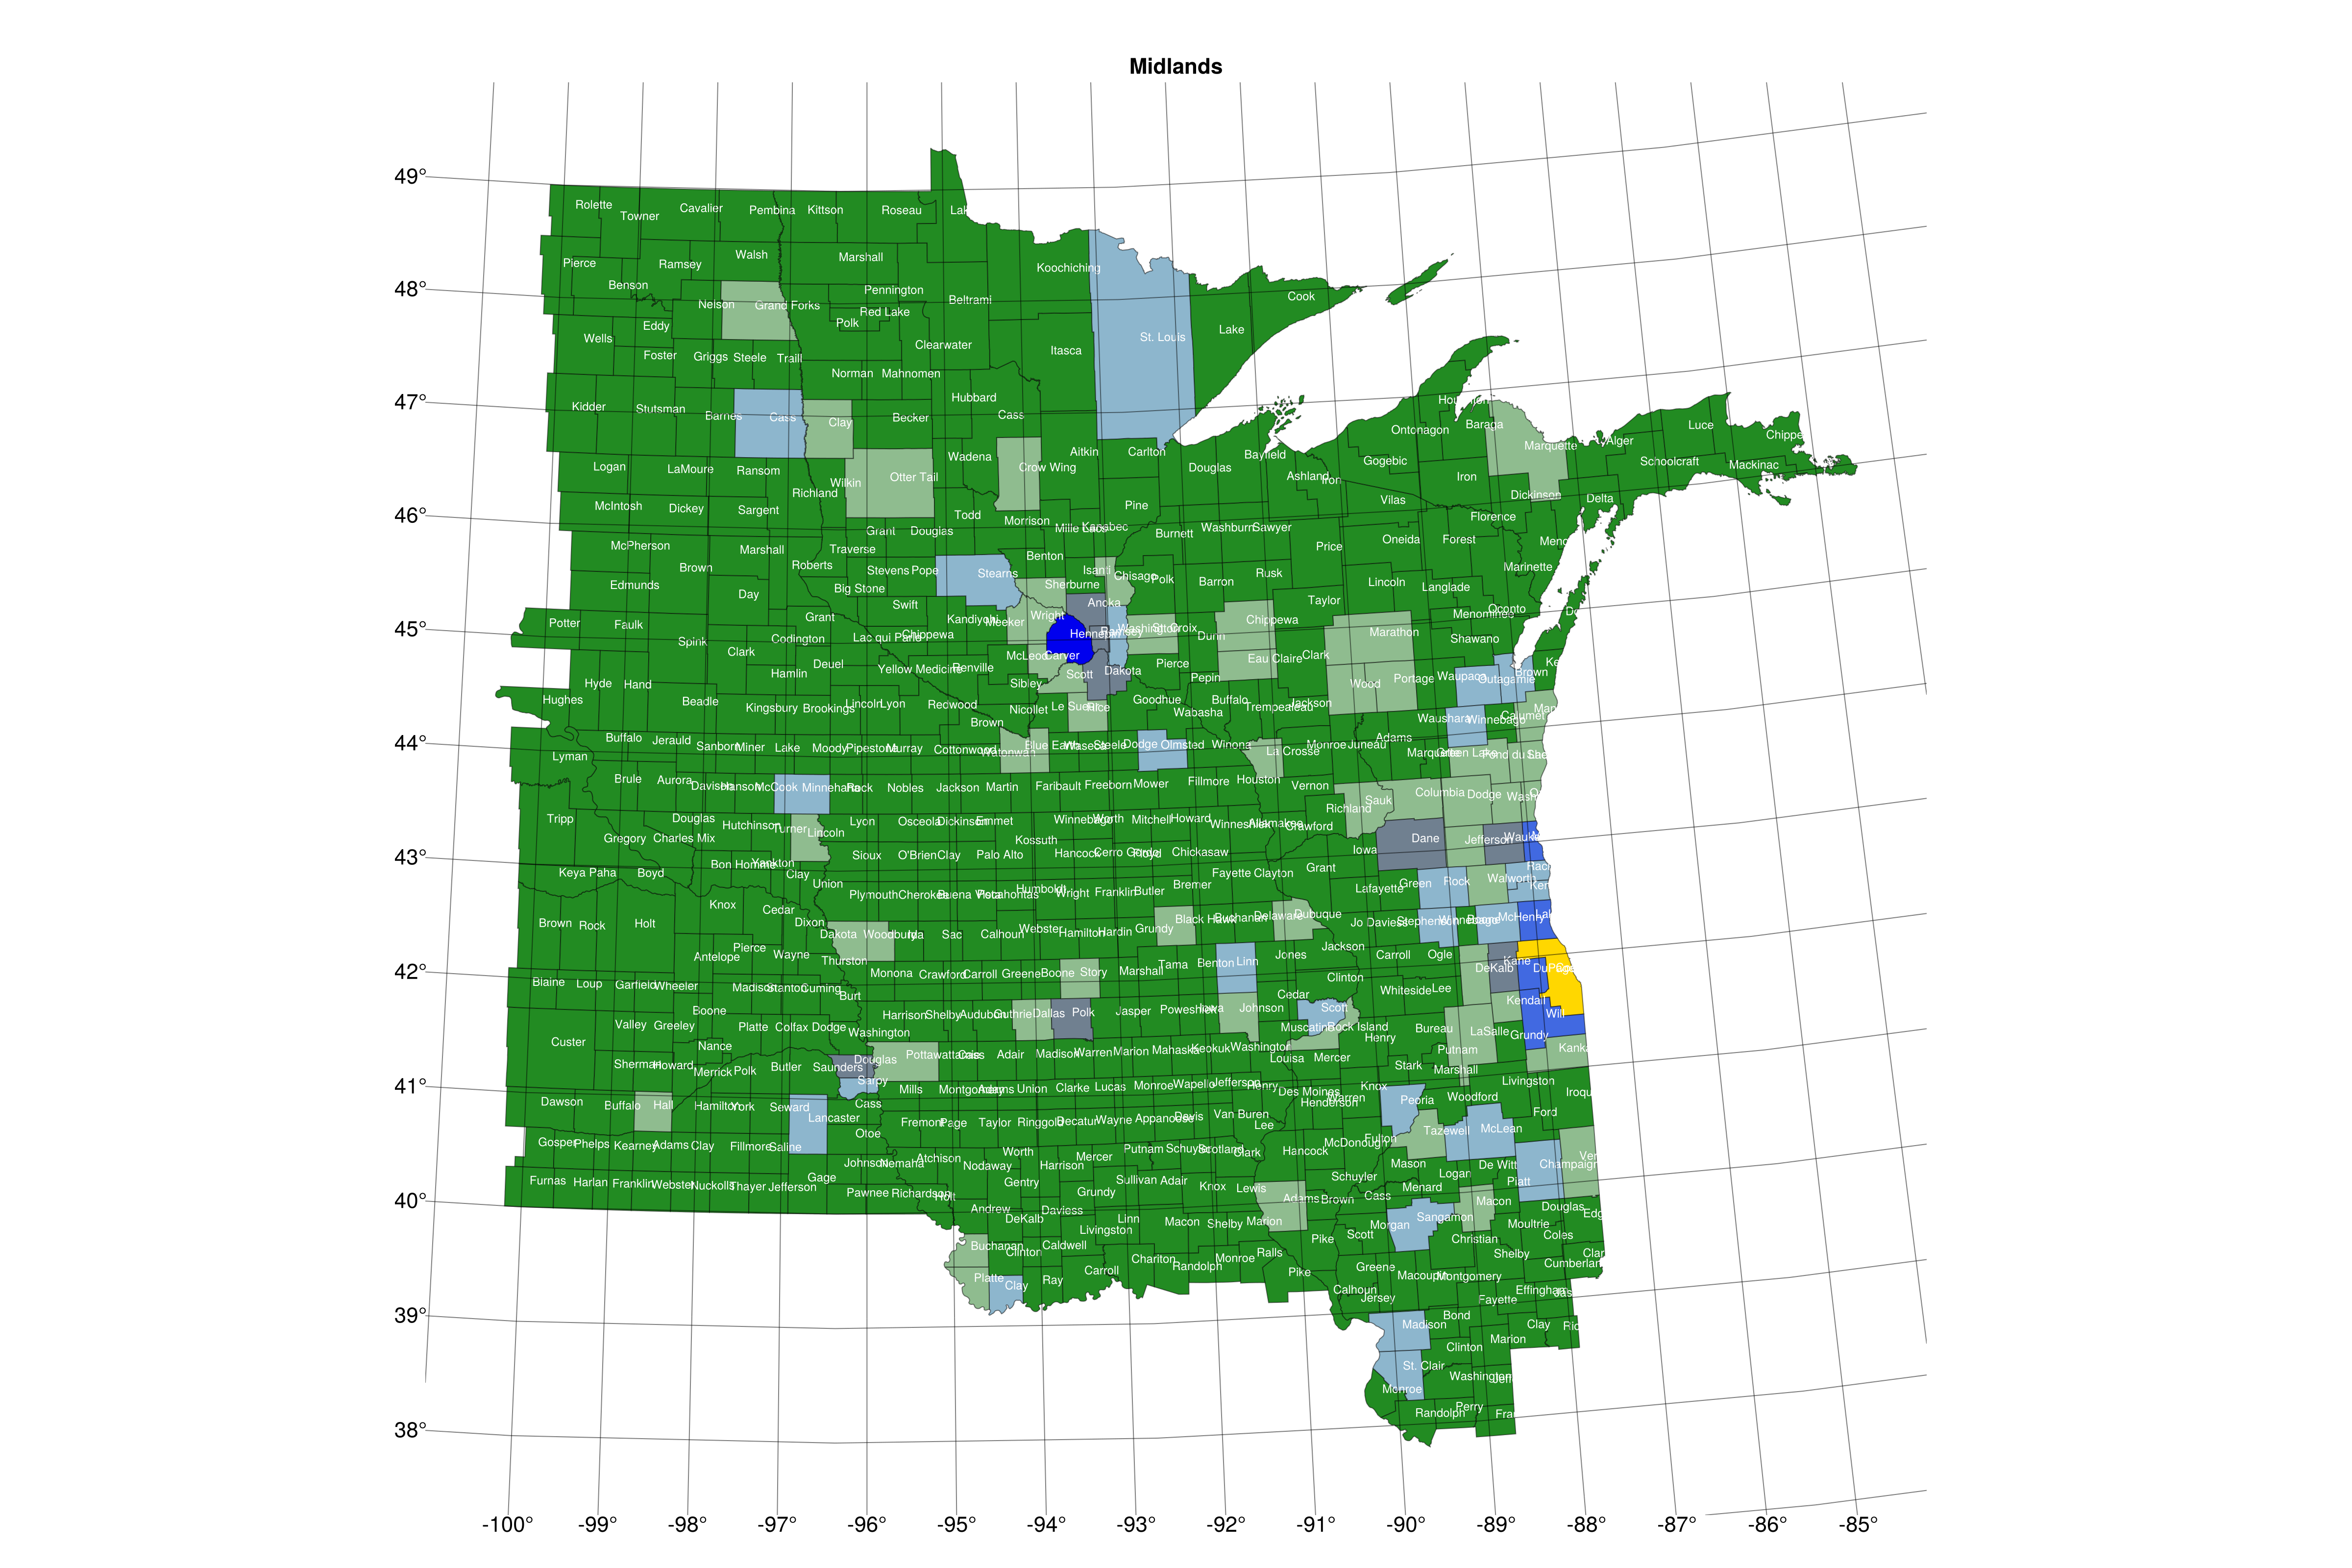 Midlands
49°
48°
47°
46°
45°
44°
43°
42°
41°
40°
39°
38°
Rolette Towner Cavalier Pembina Kittson Roseau
Pierce Ramsey Walsh Marshall Koochiching
Benson Nelson Grand Forks Pennington Beltrami Cook
Wells Eddy Polk Red Lake St. Louis Lake
Foster Griggs Steele Traill Clearwater Itasca
Norman Mahnomen Hubbard
Kidder Stutsman Barnes Cass Clay Becker Cass
Ontonagon Baraga Marquette Alger Luce
Logan LaMoure Ransom Wilkin Otter Tail Wadena Crow Wing Aitkin Carlton Douglas Bayfield Ashland Iron Gogebic Iron Schoolcraft Mackinac
McIntosh Dickey Sargent Richland Todd Morrison Pine Vilas Dickinson Delta
Grant Douglas Mille Lacs Kanabec Burnett Washburn Sawyer Florence
McPherson Brown Marshall Traverse Benton Price Oneida Forest
Edmunds Day Roberts Big Stone Stevens Pope Stearns Sherburne Isanti Chisago Polk Barron Rusk Lincoln Langlade Marinette
Potter Faulk Grant Swift Kandiyohi Meeker Wright Anoka Chippewa Taylor Menominee Oconto
Spink Clark Codington Lac qui Parle Chippewa Hennepin Ramsey Washington St. Croix Dunn Marathon Shawano
Hyde Hand Hamlin Deuel Yellow Medicine Renville McLeod Carver Scott Dakota Pierce Eau Claire Clark
Hughes Beadle Kingsbury Brookings Lincoln Lyon Redwood Sibley Pepin Wood Portage Waupaca Outagamie Brown
Buffalo Jerauld Brown Nicollet Le Sueur Rice Goodhue Wabasha Buffalo Trempealeau Jackson Waushara Winnebago Calumet
Lyman Sanborn Miner Lake Moody Pipestone Murray Cottonwood Watonwan Blue Earth Waseca Steele Dodge Olmsted Winona La Crosse Monroe Juneau Adams Marquette Green Lake Fond du
Brule Aurora Davison Hanson McCook Minnehaha Rock Nobles Jackson Martin Faribault Freeborn Mower Fillmore Houston Vernon Richland Sauk Columbia Dodge
Tripp Gregory Douglas Charles Mix Hutchinson Turner Lincoln Lyon Osceola Dickinson Emmet Winnebago Worth Mitchell Howard Winneshiek Allamakee Crawford Dane Jefferson
Keya Paha Boyd Bon Homme Yankton Clay Union Sioux O'Brien Clay Palo Alto Kossuth Hancock Cerro Gordo Floyd Chickasaw Iowa Grant
Brown Rock Holt Knox Cedar Dixon Plymouth Cherokee Buena Vista Pocahontas Humboldt Wright Franklin Butler Bremer Fayette Clayton Lafayette Green Rock Walworth
Antelope Pierce Wayne Dakota Thurston Woodbury Ida Sac Calhoun Webster Hamilton Hardin Grundy Black Hawk Buchanan Delaware Dubuque Jo Daviess Stephenson Winnebago Boone McHenry
Blaine Loup Garfield Wheeler Madison Stanton Cuming Burt Monona Crawford Carroll Greene Boone Story Marshall Tama Benton Linn Jones Jackson Carroll Ogle DeKalb Kane
Custer Valley Greeley Boone Platte Colfax Dodge Washington Harrison Shelby Audubon Guthrie Dallas Polk Jasper Poweshiek Iowa Johnson Cedar Clinton Scott Muscatine Whiteside Lee Kendall Will
Sherman Howard Nance Merrick Polk Butler Saunders Douglas Sarpy Pottawattamie Cass Adair Madison Warren Marion Mahaska Keokuk Washington Louisa Rock Island Mercer Henry Bureau Putnam LaSalle Grundy
Dawson Buffalo Hall Hamilton York Seward Lancaster Cass Mills Montgomery Adams Union Clarke Lucas Monroe Wapello Jefferson Henry Des Moines Henderson Warren Knox Stark Marshall Peoria Woodford Livingston
Gosper Phelps Kearney Adams Clay Fillmore Saline Otoe Fremont Page Taylor Ringgold Decatur Wayne Appanoose Davis Van Buren Lee Hancock McDonough Fulton Tazewell McLean Ford
Furnas Harlan Franklin Webster Nuckolls Thayer Jefferson Gage Johnson Nemaha Pawnee Richardson Atchison Nodaway Worth Harrison Mercer Putnam Schuyler Scotland Clark Schuyler Mason Logan De Witt Piatt Champaign
Holt Andrew Gentry DeKalb Daviess Grundy Sullivan Adair Knox Lewis Adams Brown Cass Menard Sangamon Macon Douglas
Buchanan Clinton Caldwell Livingston Linn Macon Shelby Marion Pike Scott Morgan Christian Moultrie Coles Shelby
Platte Clay Ray Carroll Chariton Randolph Monroe Ralls Pike Calhoun Greene Jersey Macoupin Montgomery Fayette Effingham
Madison Bond Clinton Marion Clay
St. Clair Monroe Washington
Randolph Perry
-100° -99° -98° -97° -96° -95° -94° -93° -92° -91° -90° -89° -88° -87° -86° -85°